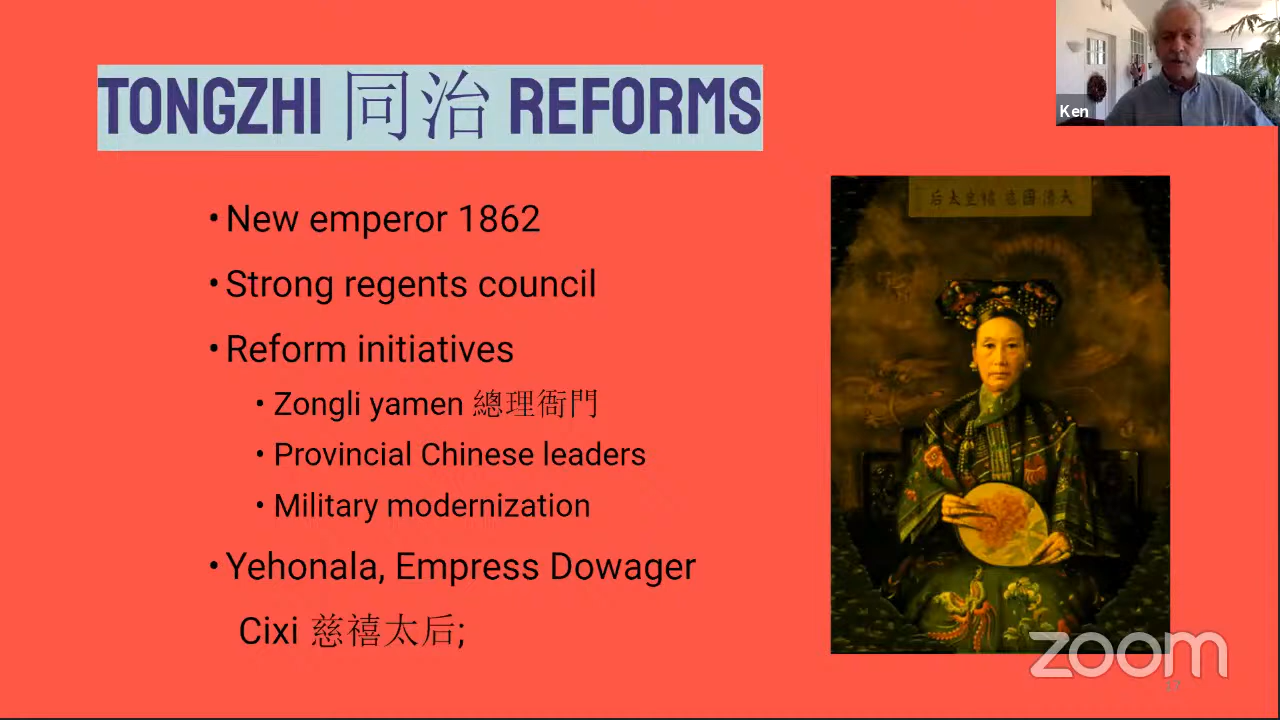 TONGZHI 同治 REFORMS
Ken
• New emperor 1862
• Strong regents council
• Reform initiatives
• Zongli yamen 總理衙門
• Provincial Chinese leaders
• Military modernization
• Yehonala, Empress Dowager
Cixi 慈禧太后;
zoom
17